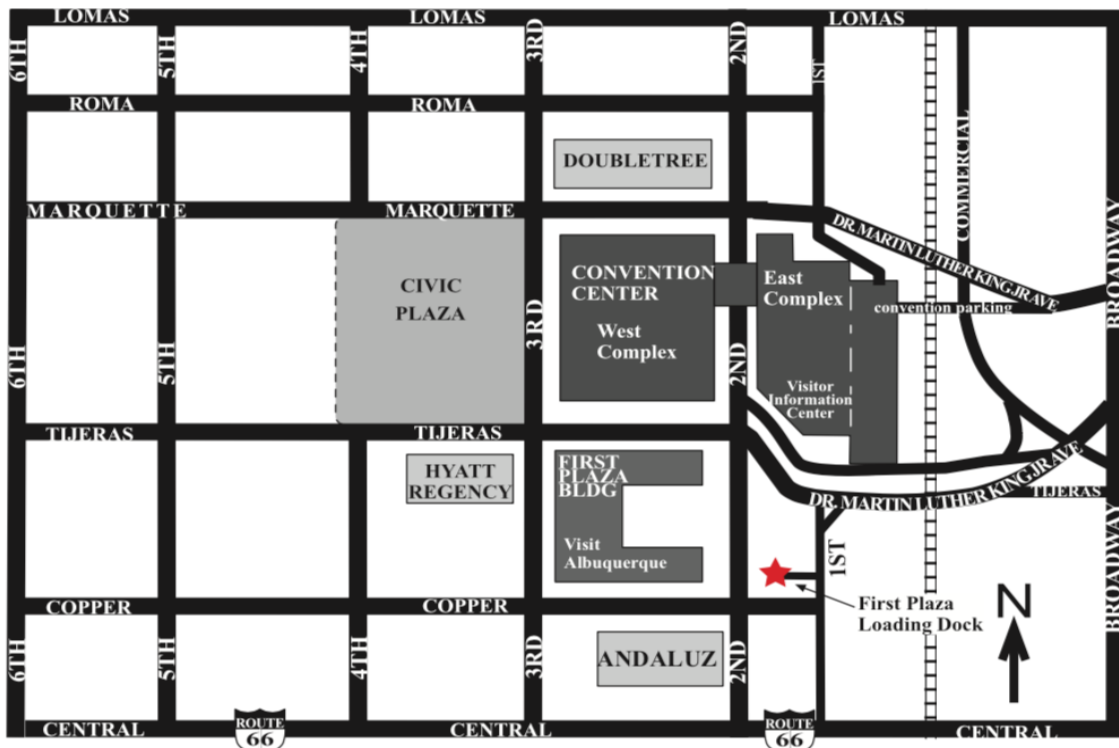 LOMAS
LOMAS
6TH
5TH
4TH
3RD
2ND
1ST
ROMA
ROMA
COMMERCIAL
DOUBLETREE
MARQUETTE
MARQUETTE
DR. MARTIN LUTHER KING JR AVE
BROADWAY
CIVIC
PLAZA
CONVENTION
CENTER
West
Complex
East
Complex
convention parking
6TH
5TH
3RD
2ND
Visitor
Information
Center
TIJERAS
TIJERAS
HYATT
REGENCY
FIRST
PLAZA
BLDG
Visit
Albuquerque
DR. MARTIN LUTHER KING JR AVE
TIJERAS
1ST
First Plaza
Loading Dock
N
BROADWAY
COPPER
COPPER
6TH
5TH
4TH
3RD
2ND
ANDALUZ
CENTRAL
ROUTE
66
CENTRAL
ROUTE
66
CENTRAL